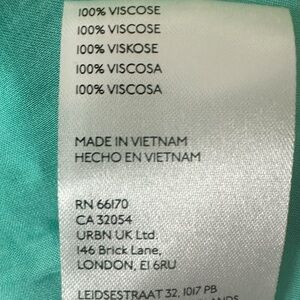 100% VISCOSE
100% VISCOSE
100% VISKOSE
100% VISCOSA
100% VISCOSA
MADE IN VIETNAM
HECHO EN VIETNAM
RN 66170
CA 32054
URBN UK Ltd.
146 Brick Lane,
LONDON, E1 6RU
LEIDSESTRAAT 32, 1017 PB